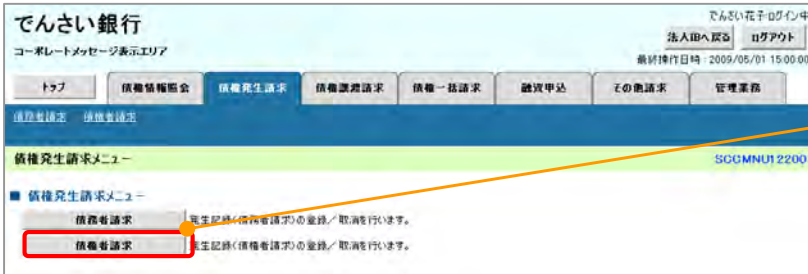 でんさい花子ログイン中
でんさい銀行
法人IBへ戻る ログアウト
コーポレートメッセージ表示エリア
最終操作日時：2009/05/01 15:00:00
トップ 債権情報照会 債権発生請求 債権譲渡請求 債権一括請求 融資申込 その他請求 管理業務
債務者請求 債権者請求
債権発生請求メニュー SCCMNU12200
■ 債権発生請求メニュー
債務者請求 発生記録(債務者請求)の登録／取消を行います。
債権者請求 発生記録(債権者請求)の登録／取消を行います。